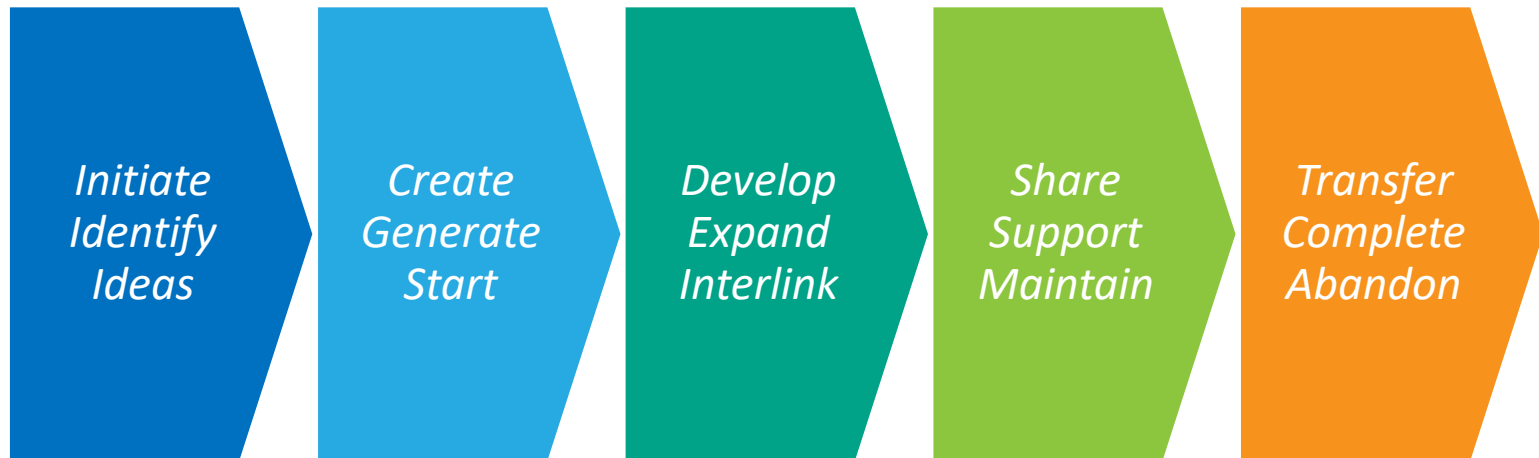 Initiate
Identify
Ideas
Create
Generate
Start
Develop
Expand
Interlink
Share
Support
Maintain
Transfer
Complete
Abandon